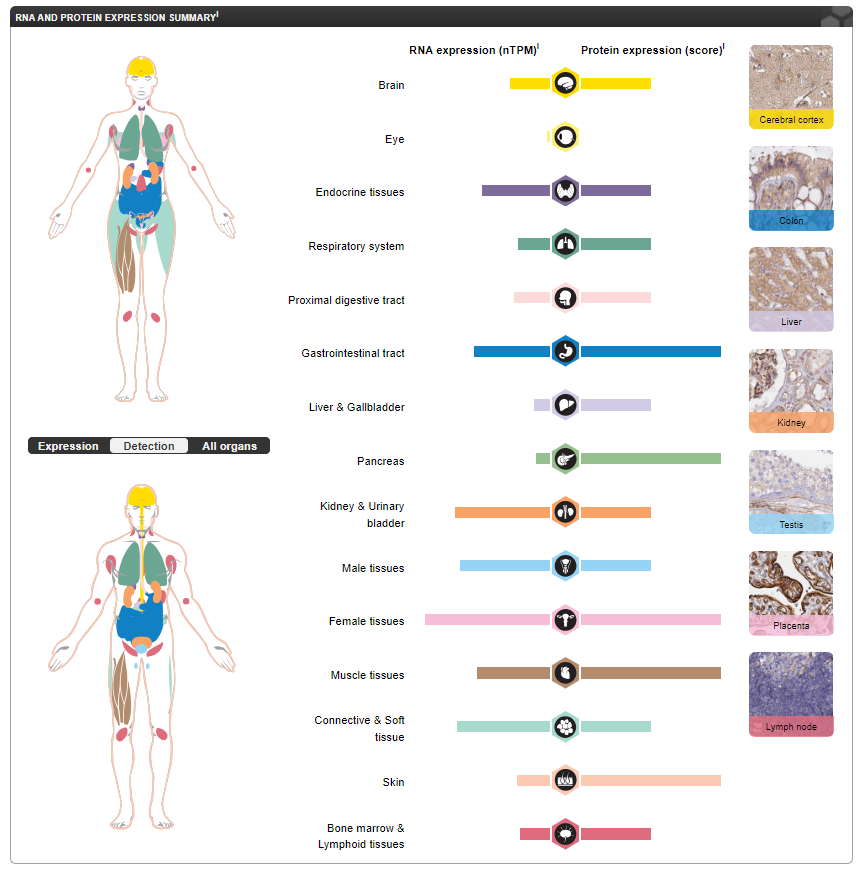 RNA AND PROTEIN EXPRESSION SUMMARYi
RNA expression (nTPM)i
Protein expression (score)i
Brain
Eye
Endocrine tissues
Respiratory system
Proximal digestive tract
Gastrointestinal tract
Liver & Gallbladder
Pancreas
Kidney & Urinary
bladder
Male tissues
Female tissues
Muscle tissues
Connective & Soft
tissue
Skin
Bone marrow &
Lymphoid tissues
Expression
Detection
All organs
Cerebral cortex
Colon
Liver
Kidney
Testis
Placenta
Lymph node